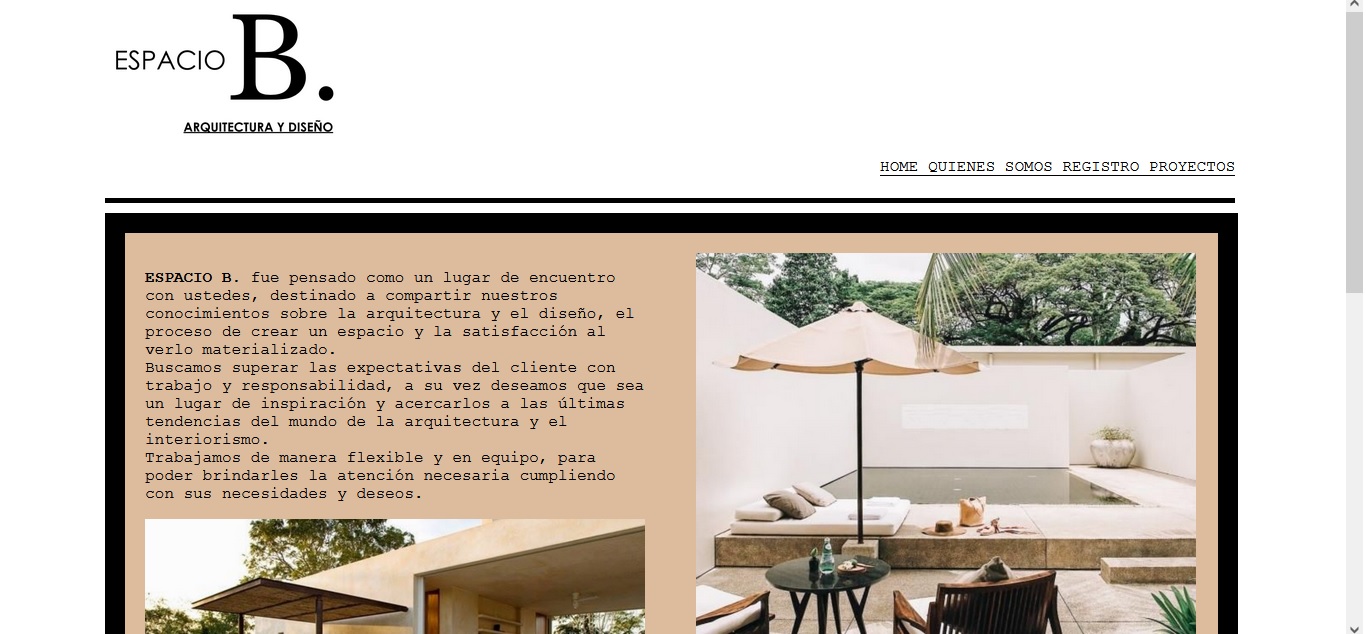 ESPACIO B.
ARQUITECTURA Y DISEÑO
HOME QUIENES SOMOS REGISTRO PROYECTOS
ESPACIO B. fue pensado como un lugar de encuentro
con ustedes, destinado a compartir nuestros
conocimientos sobre la arquitectura y el diseño, el
proceso de crear un espacio y la satisfacción al
verlo materializado.
Buscamos superar las expectativas del cliente con
trabajo y responsabilidad, a su vez deseamos que sea
un lugar de inspiración y acercarlos a las últimas
tendencias del mundo de la arquitectura y el
interiorismo.
Trabajamos de manera flexible y en equipo, para
poder brindarles la atención necesaria cumpliendo
con sus necesidades y deseos.